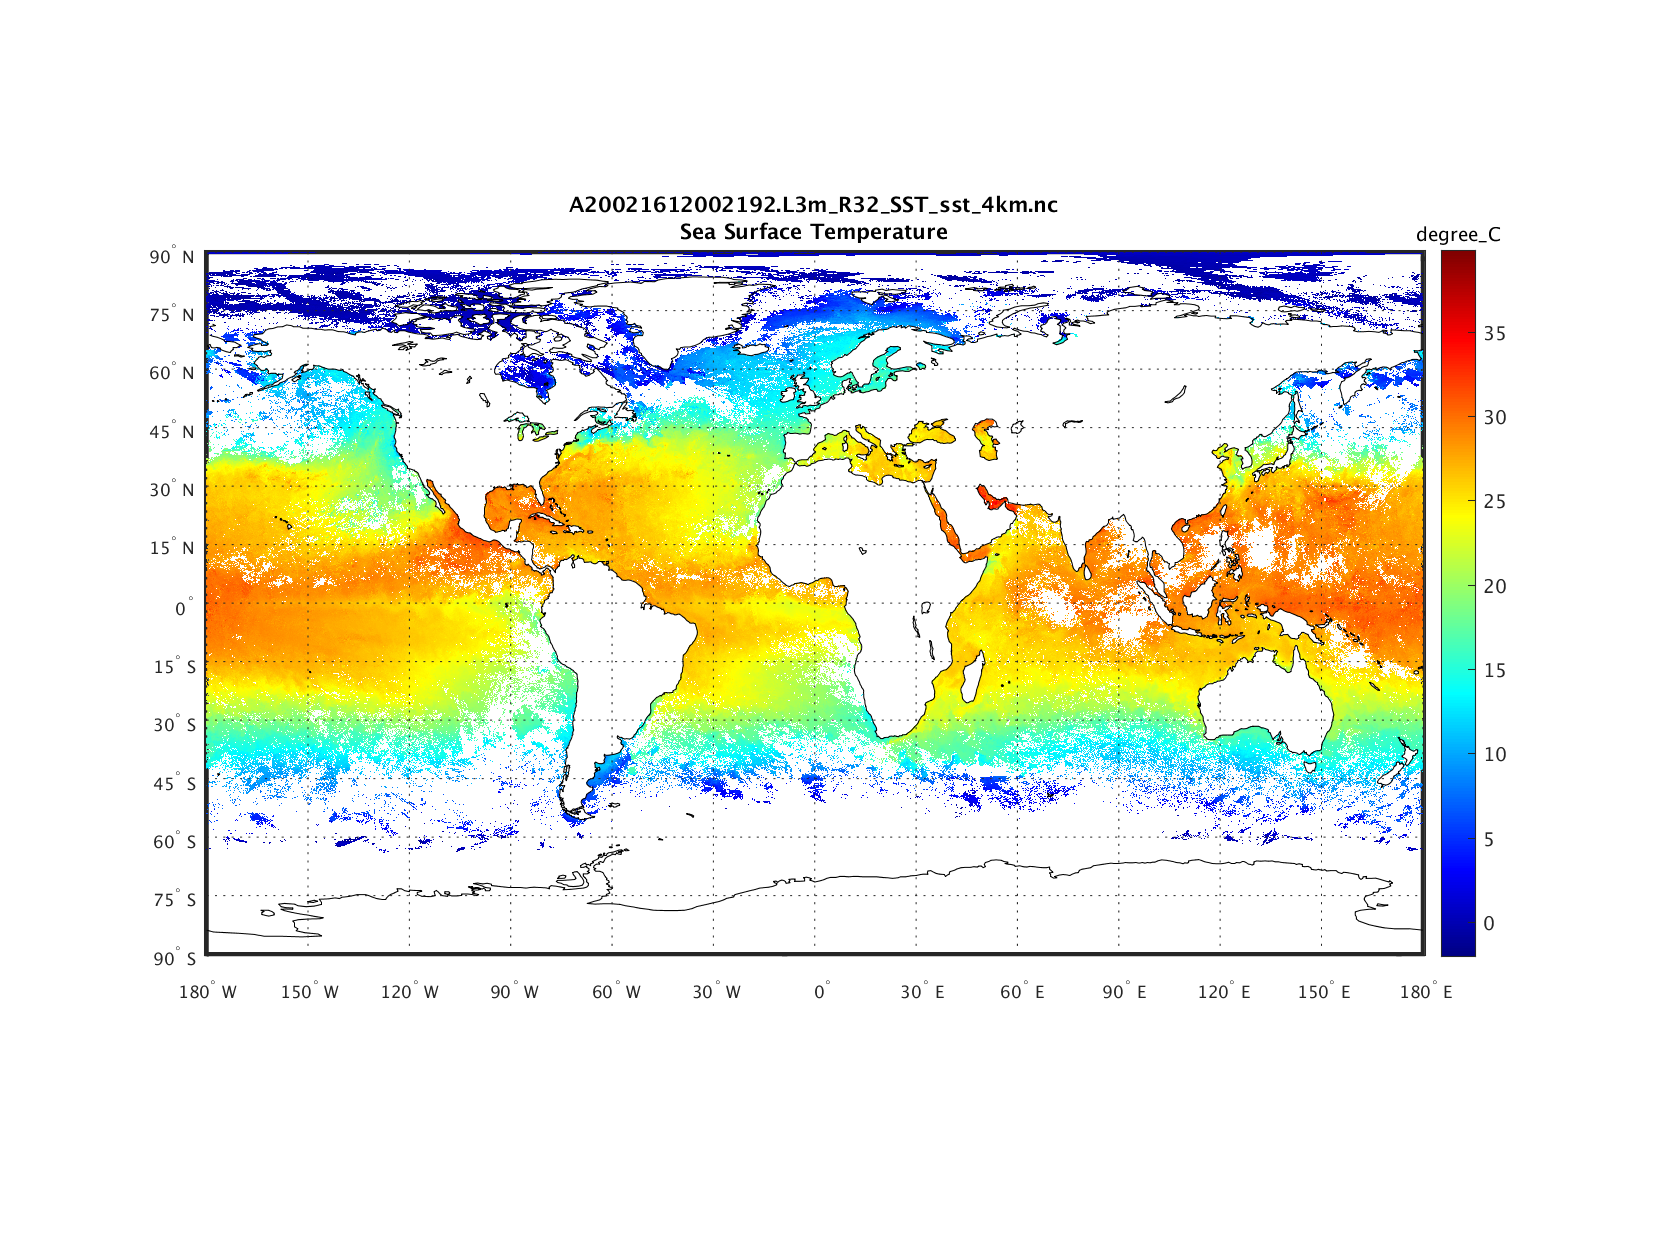 A20021612002192.L3m_R32_SST_sst_4km.nc
Sea Surface Temperature
degree_C
90° N
75° N
60° N
45° N
30° N
15° N
0°
15° S
30° S
45° S
60° S
75° S
90° S
180° W
150° W
120° W
90° W
60° W
30° W
0°
30° E
60° E
90° E
120° E
150° E
180° E
35
30
25
20
15
10
5
0